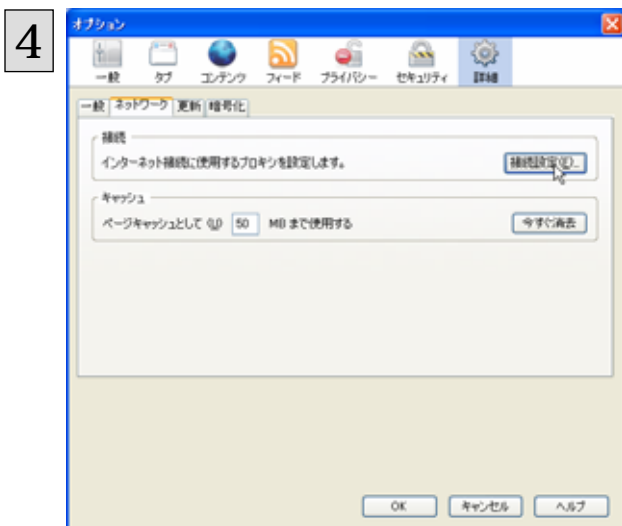 4
オプション
一般 タブ コンテンツ フィード プライバシー セキュリティ 詳細
一般 ネットワーク 更新 暗号化
接続
インターネット接続に使用するプロキシを設定します。 接続設定(E)...
キャッシュ
ページキャッシュとして (U) 50 MB まで使用する 今すぐ消去
OK キャンセル ヘルプ